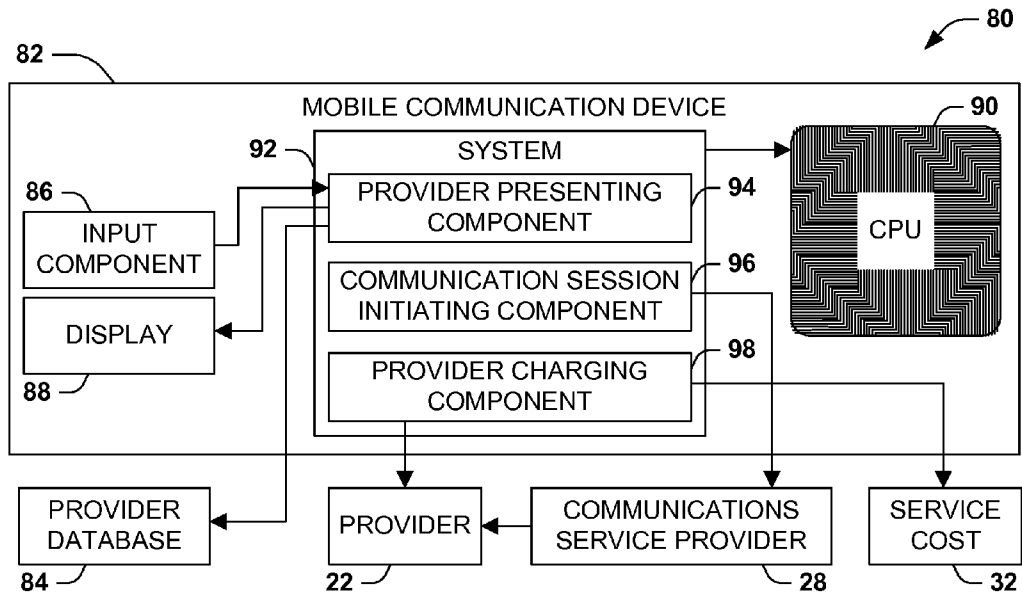 80
82
MOBILE COMMUNICATION DEVICE
90
92
SYSTEM
86
PROVIDER PRESENTING
COMPONENT
94
INPUT
COMPONENT
CPU
96
COMMUNICATION SESSION
INITIATING COMPONENT
DISPLAY
98
88
PROVIDER CHARGING
COMPONENT
PROVIDER
DATABASE
PROVIDER
COMMUNICATIONS
SERVICE PROVIDER
SERVICE
COST
84
22
28
32